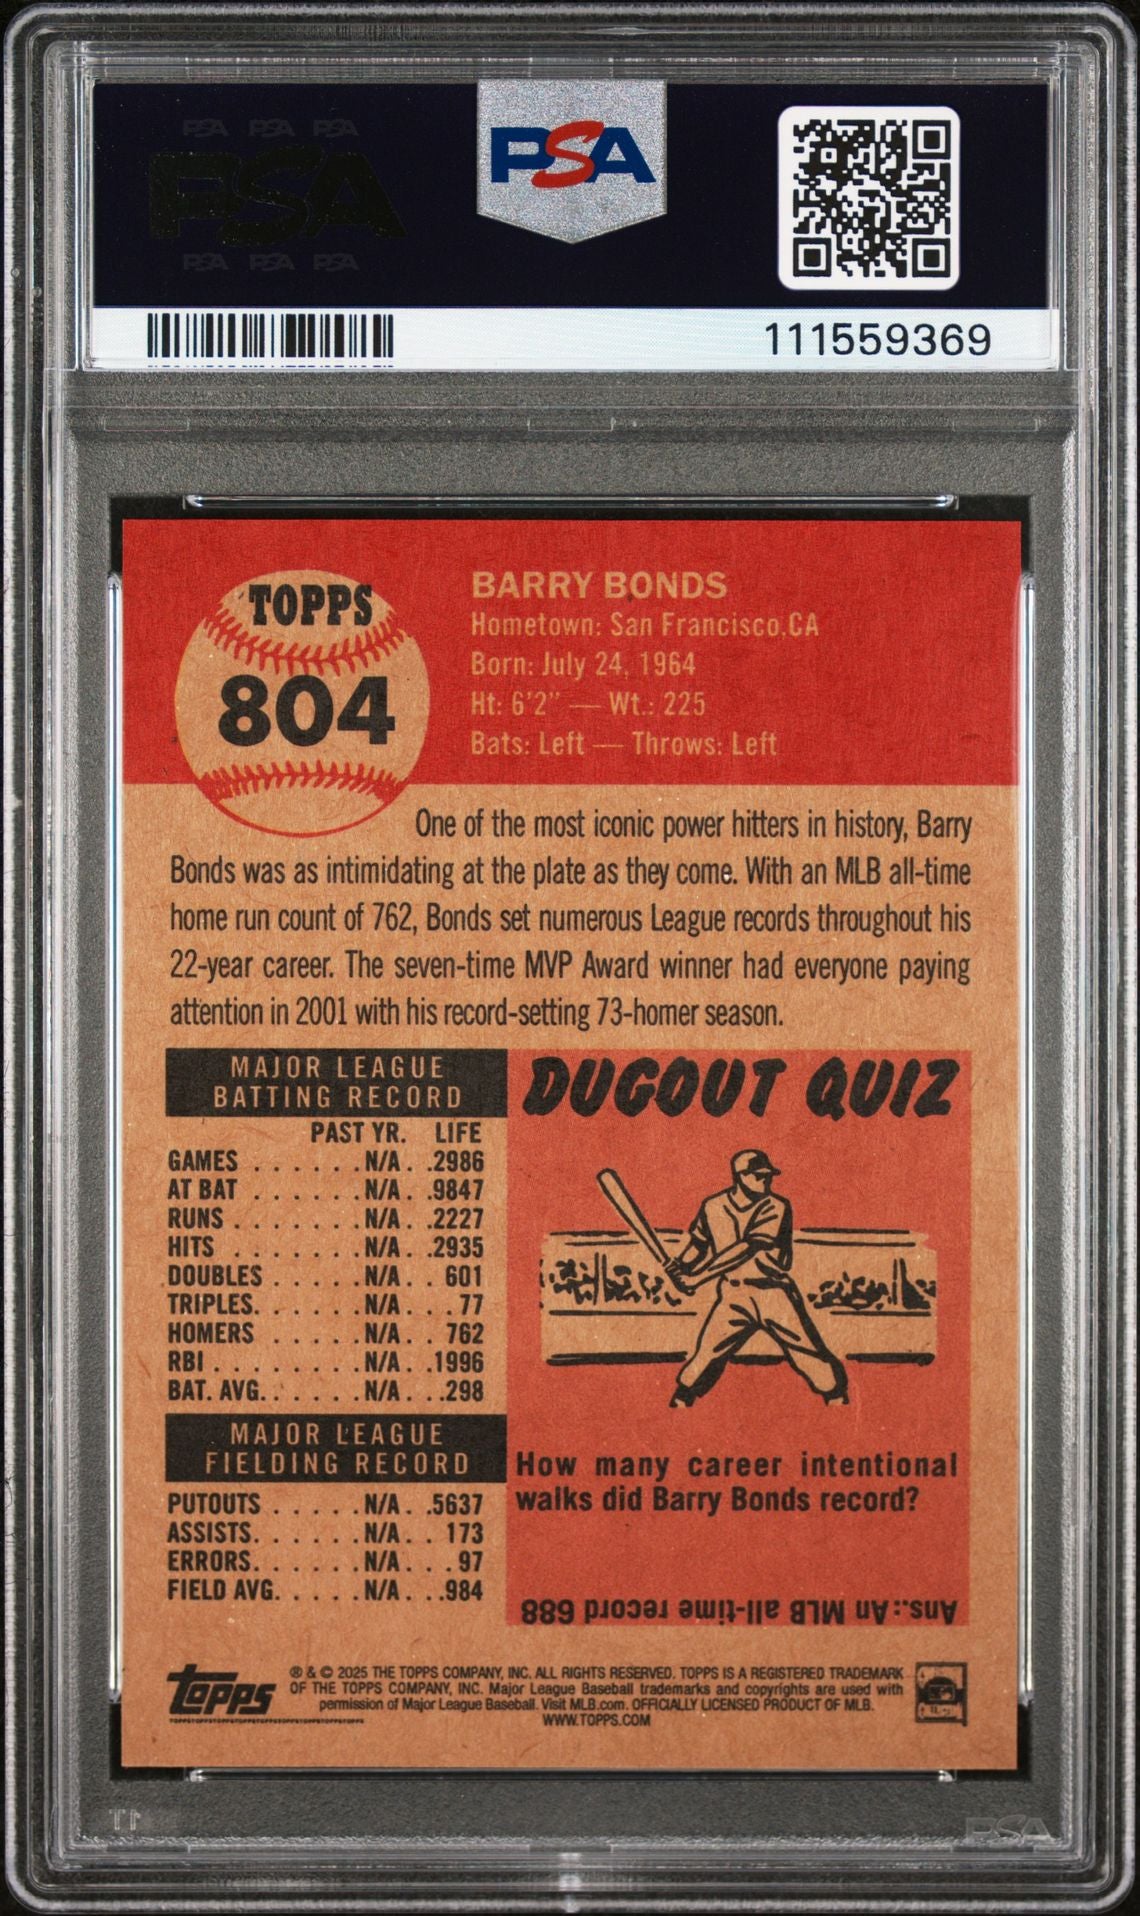 PSA PSA PSA
PSA
PSA PSA PSA
PSA
111559369
TOPPS
804
BARRY BONDS
Hometown: San Francisco,CA
Born: July 24, 1964
Ht: 6'2" — Wt.: 225
Bats: Left — Throws: Left
One of the most iconic power hitters in history, Barry
Bonds was as intimidating at the plate as they come. With an MLB all-time
home run count of 762, Bonds set numerous League records throughout his
22-year career. The seven-time MVP Award winner had everyone paying
attention in 2001 with his record-setting 73-homer season.
MAJOR LEAGUE
BATTING RECORD
PAST YR. LIFE
GAMES . . . . . . N/A. . .2986
AT BAT . . . . . . N/A. . .9847
RUNS . . . . . . . N/A. . .2227
HITS . . . . . . . N/A. . .2935
DOUBLES . . . . . N/A. . . 601
TRIPLES. . . . . . N/A. . . . 77
HOMERS . . . . . N/A. . . 762
RBI . . . . . . . . N/A. . .1996
BAT. AVG. . . . . . N/A. . .298
MAJOR LEAGUE
FIELDING RECORD
PUTOUTS . . . . . N/A. . .5637
ASSISTS. . . . . . N/A. . . 173
ERRORS. . . . . . N/A. . . . 97
FIELD AVG. . . . . N/A. . .984
DUGOUT QUIZ
How many career intentional
walks did Barry Bonds record?
Ans.: An MLB all-time record 688
topps
® & © 2025 THE TOPPS COMPANY, INC. ALL RIGHTS RESERVED. TOPPS IS A REGISTERED TRADEMARK
OF THE TOPPS COMPANY, INC. Major League Baseball trademarks and copyrights are used with
permission of Major League Baseball. Visit MLB.com. OFFICIALLY LICENSED PRODUCT OF MLB.
WWW.TOPPS.COM
PSA